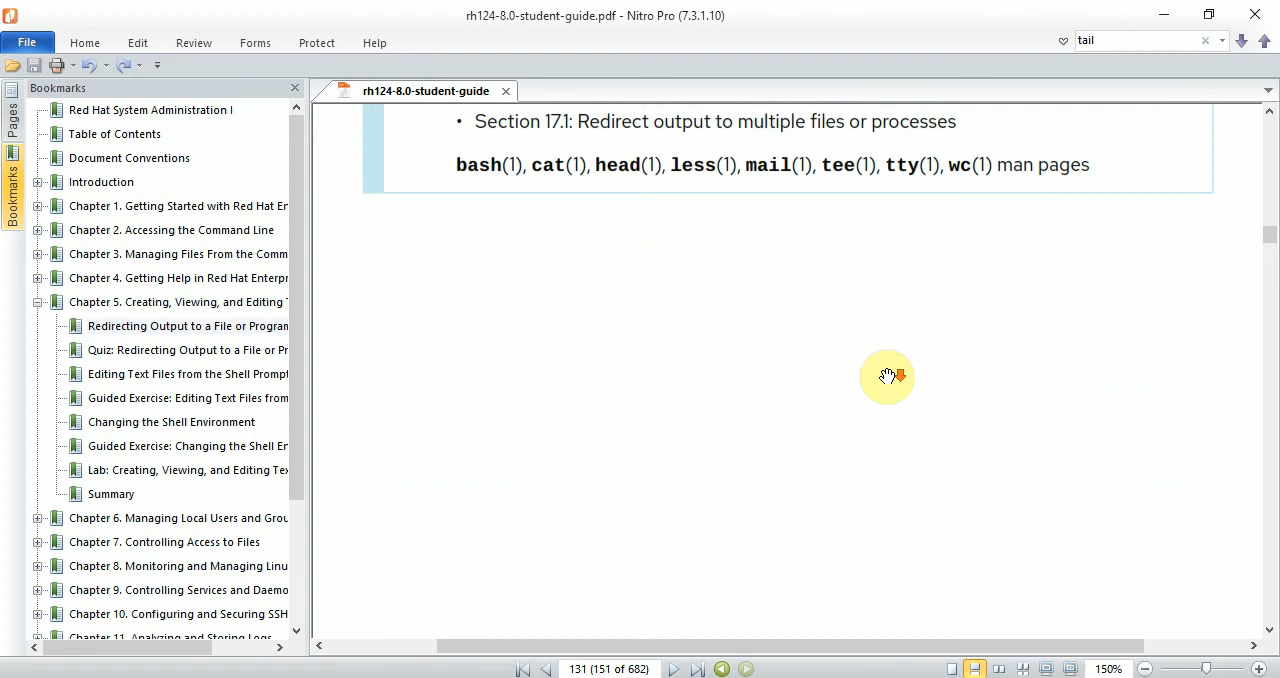 rh124-8.0-student-guide.pdf - Nitro Pro (7.3.1.10)
File Home Edit Review Forms Protect Help tail
Bookmarks
rh124-8.0-student-guide
Pages
Bookmarks
Red Hat System Administration I
Table of Contents
Document Conventions
Introduction
Chapter 1. Getting Started with Red Hat En
Chapter 2. Accessing the Command Line
Chapter 3. Managing Files From the Comm
Chapter 4. Getting Help in Red Hat Enterpr
Chapter 5. Creating, Viewing, and Editing T
Redirecting Output to a File or Program
Quiz: Redirecting Output to a File or Pr
Editing Text Files from the Shell Prompt
Guided Exercise: Editing Text Files from
Changing the Shell Environment
Guided Exercise: Changing the Shell En
Lab: Creating, Viewing, and Editing Tex
Summary
Chapter 6. Managing Local Users and Grou
Chapter 7. Controlling Access to Files
Chapter 8. Monitoring and Managing Linu
Chapter 9. Controlling Services and Daemo
Chapter 10. Configuring and Securing SSH
Chapter 11. Analyzing and Storing Logs
• Section 17.1: Redirect output to multiple files or processes
bash(1), cat(1), head(1), less(1), mail(1), tee(1), tty(1), wc(1) man pages
131 (151 of 682)
150%